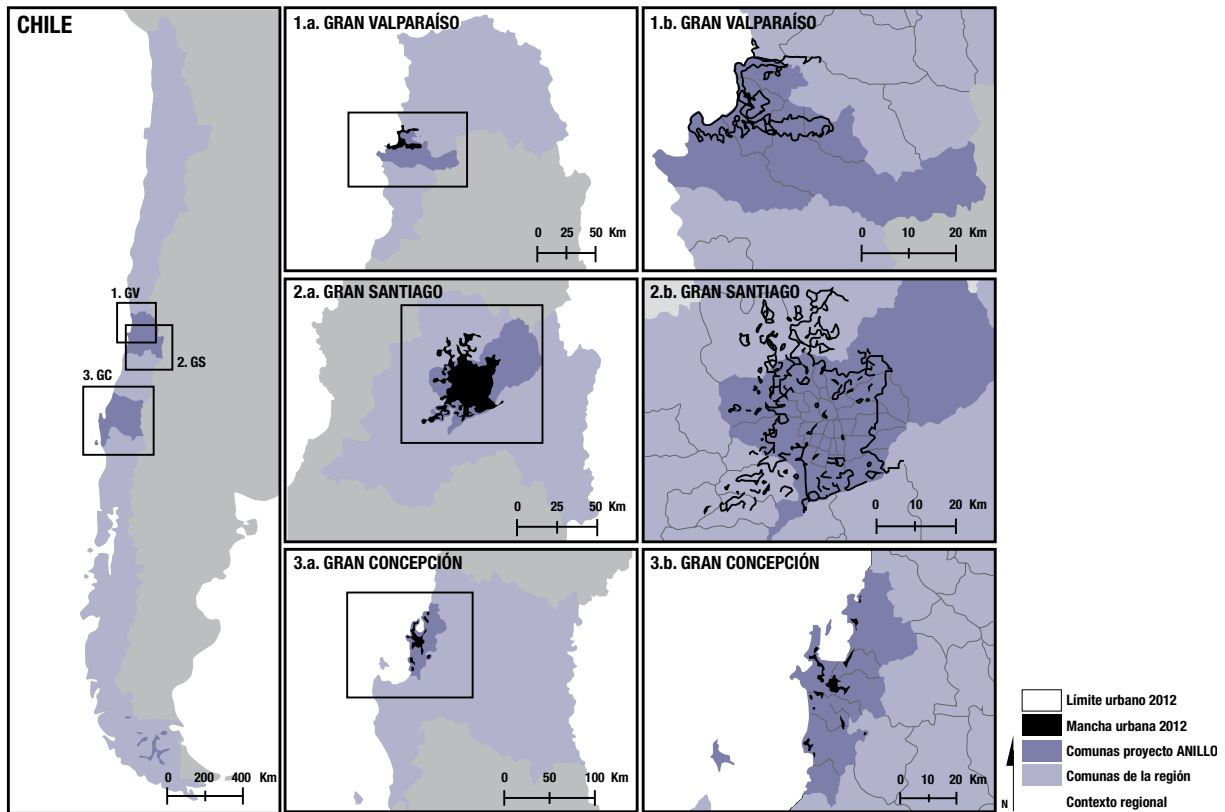 CHILE
1. GV
2. GS
3. GC
0 200 400 Km
1.a. GRAN VALPARAÍSO
0 25 50 Km
1.b. GRAN VALPARAÍSO
0 10 20 Km
2.a. GRAN SANTIAGO
0 25 50 Km
2.b. GRAN SANTIAGO
0 10 20 Km
3.a. GRAN CONCEPCIÓN
0 50 100 Km
3.b. GRAN CONCEPCIÓN
0 10 20 Km
N
Límite urbano 2012
Mancha urbana 2012
Comunas proyecto ANILLO
Comunas de la región
Contexto regional